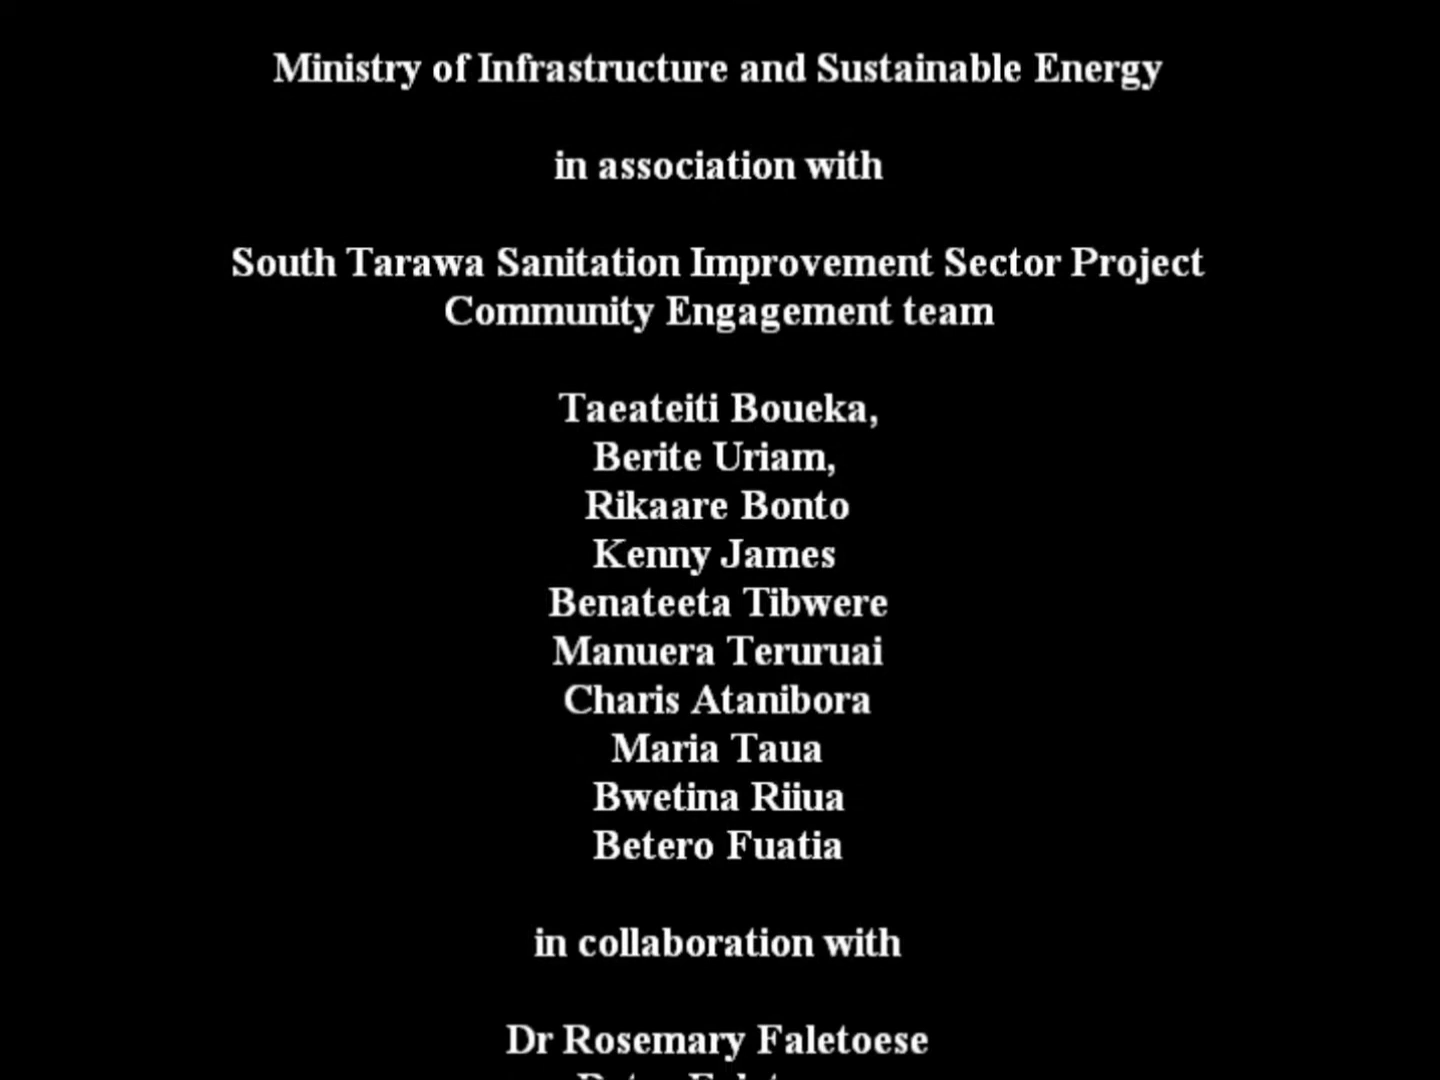 Ministry of Infrastructure and Sustainable Energy
in association with
South Tarawa Sanitation Improvement Sector Project
Community Engagement team
Taeateiti Boueka,
Berite Uriam,
Rikaare Bonto
Kenny James
Benateeta Tibwere
Manuera Teruruai
Charis Atanibora
Maria Taua
Bwetina Riiua
Betero Fuatia
in collaboration with
Dr Rosemary Faletoese